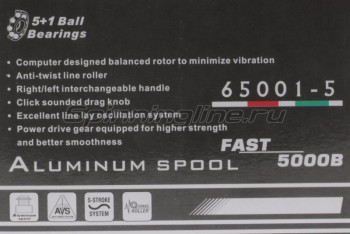 5+1 Ball
Bearings
• Computer designed balanced rotor to minimize vibration
• Anti-twist line roller
• Right/left interchangeable handle
• Click sounded drag knob
• Excellent line lay oscillation system
• Power drive gear equipped for higher strength
and better smoothness
65001-5
FAST
5000B
ALUMINUM SPOOL
AVS
S-STROKE
SYSTEM
ROLLER